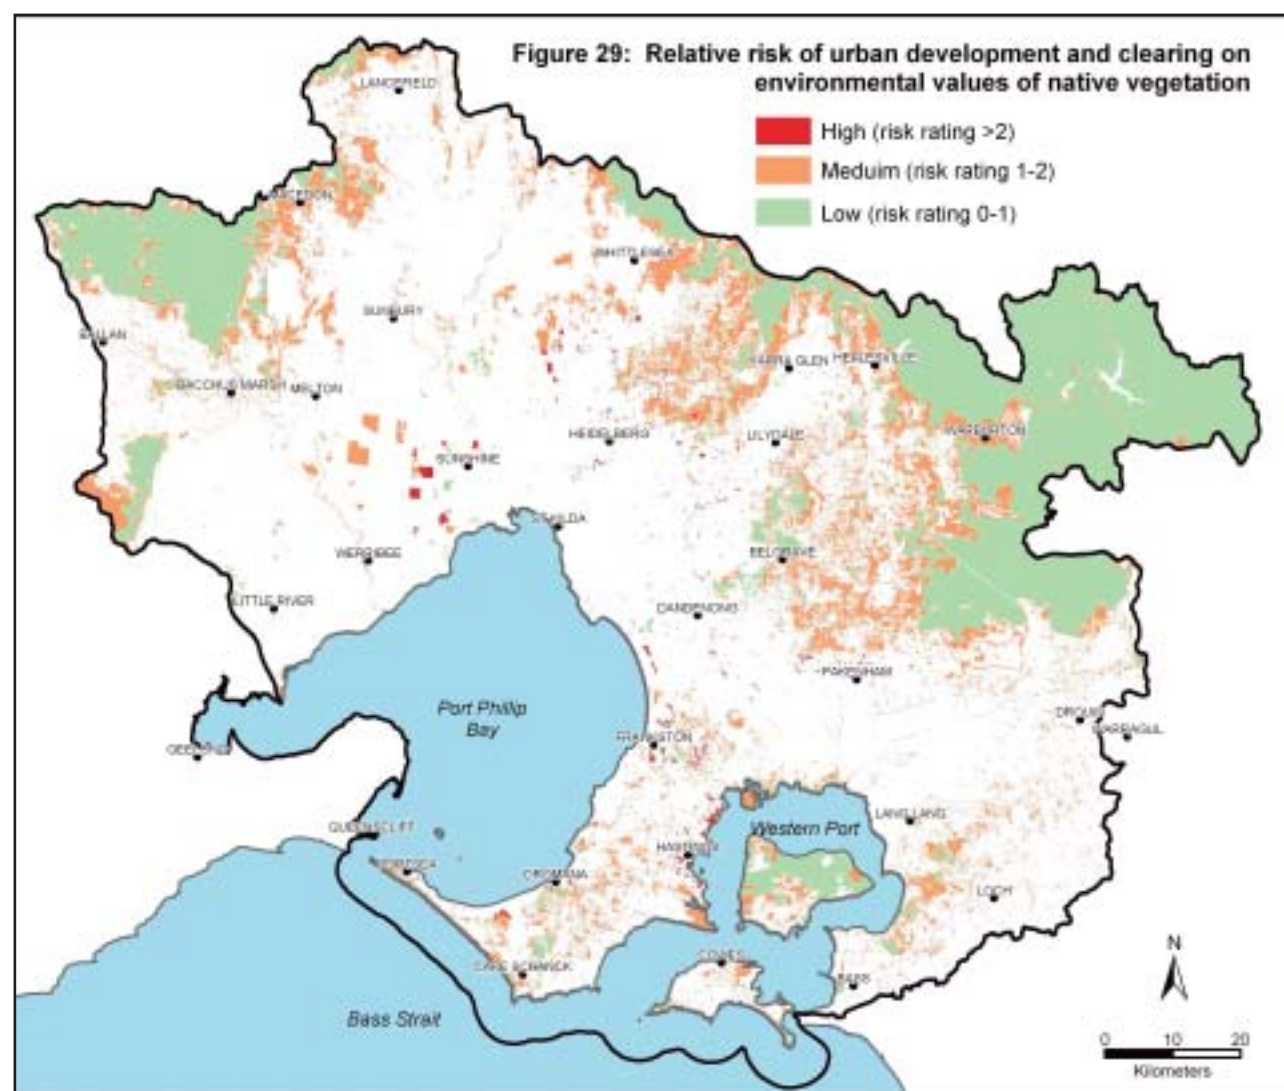 Figure 29: Relative risk of urban development and clearing on
environmental values of native vegetation
High (risk rating >2)
Meduim (risk rating 1-2)
Low (risk rating 0-1)
LANCEFIELD
MACEDON
WHITTLESEA
SUNBURY
BALLAN
YARRA GLEN
HEALESVILLE
BACCHUS MARSH
MELTON
HEIDELBERG
LILYDALE
WARBURTON
SUNSHINE
ST KILDA
WERRIBEE
BELGRAVE
LITTLE RIVER
DANDENONG
PAKENHAM
Port Phillip
Bay
DROUIN
WARRAGUL
GEELONG
FRANKSTON
LANG LANG
QUEENSCLIFF
Western Port
HASTINGS
SORRENTO
DROMANA
LOCH
COWES
CAPE SCHANCK
BASS
N
Bass Strait
0 10 20
Kilometers